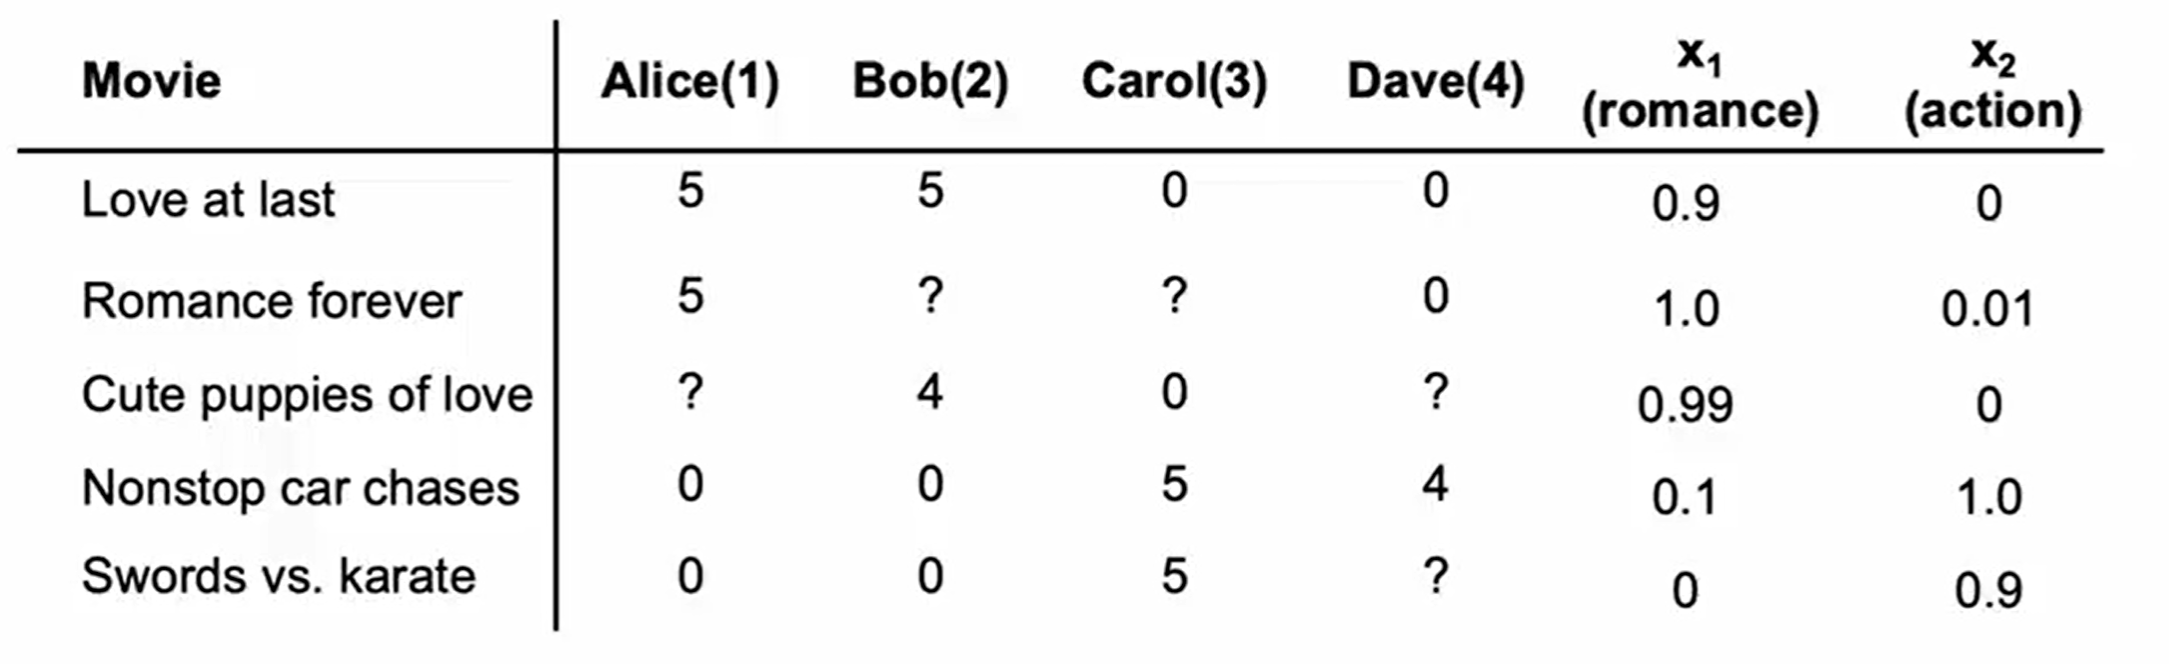 Movie Alice(1) Bob(2) Carol(3) Dave(4) x₁ (romance) x₂ (action)
Love at last 5 5 0 0 0.9 0
Romance forever 5 ? ? 0 1.0 0.01
Cute puppies of love ? 4 0 ? 0.99 0
Nonstop car chases 0 0 5 4 0.1 1.0
Swords vs. karate 0 0 5 ? 0 0.9